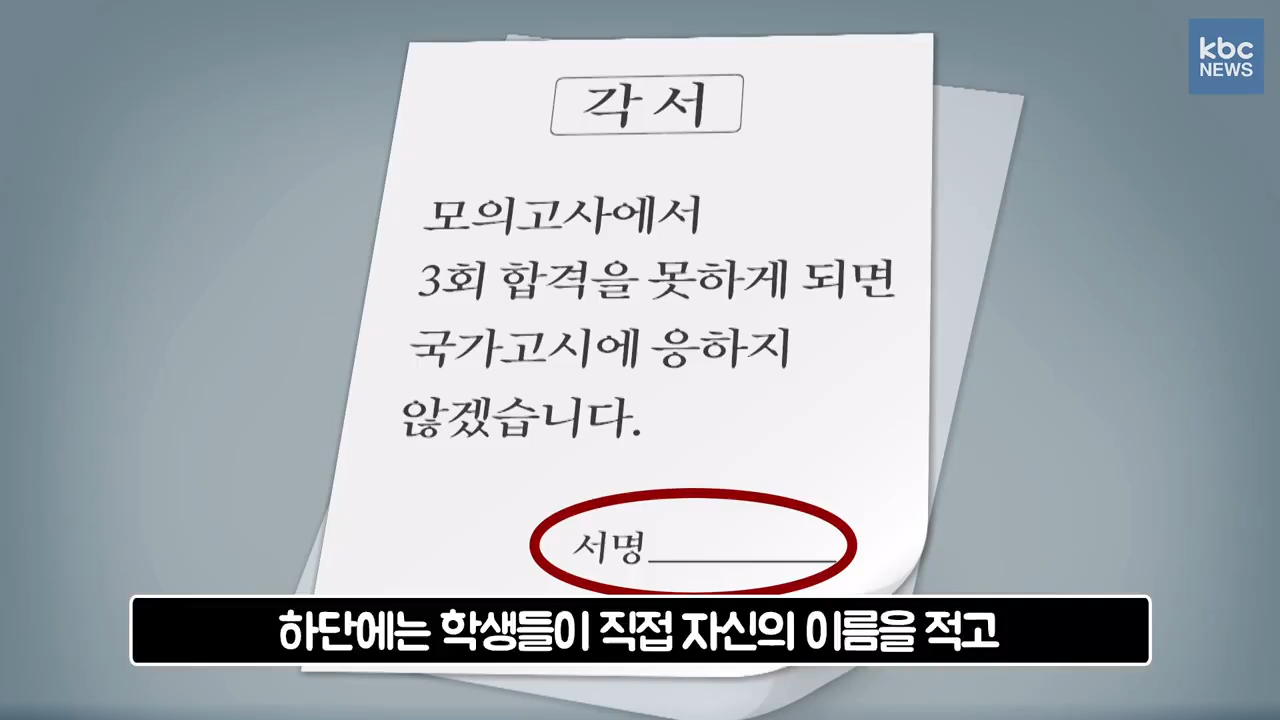 kbc
NEWS
각 서
모의고사에서
3회 합격을 못하게 되면
국가고시에 응하지
않겠습니다.
서명
하단에는 학생들이 직접 자신의 이름을 적고